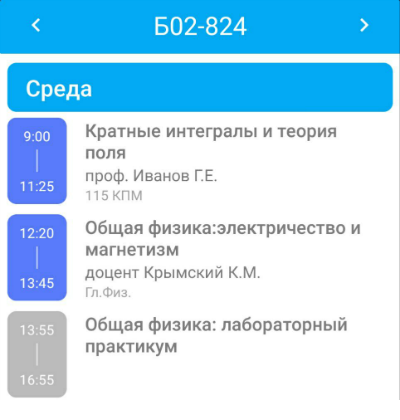 Б02-824
Среда
9:00
11:25
Кратные интегралы и теория
поля
проф. Иванов Г.Е.
115 КПМ
12:20
13:45
Общая физика:электричество и
магнетизм
доцент Крымский К.М.
Гл.Физ.
13:55
16:55
Общая физика: лабораторный
практикум